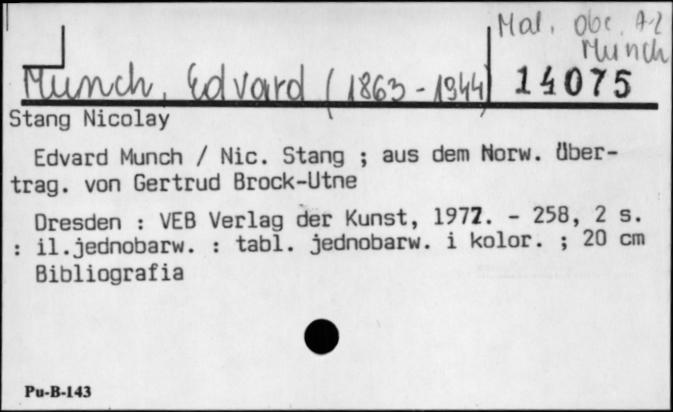 Mal. obc. A-Z
Munch
Munch, Edvard (1863-1944)
14075
Stang Nicolay
Edvard Munch / Nic. Stang ; aus dem Norw. Über-
trag. von Gertrud Brock-Utne
Dresden : VEB Verlag der Kunst, 1977. - 258, 2 s.
: il.jednobarw. : tabl. jednobarw. i kolor. ; 20 cm
Bibliografia
Pu-B-143